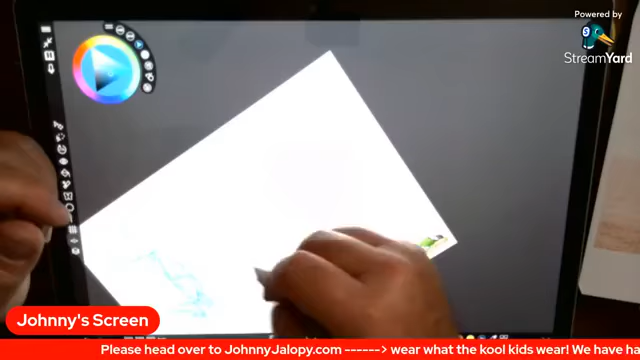 Powered by
StreamYard
Johnny's Screen
Please head over to JohnnyJalopy.com ------> wear what the kool kids wear! We have ha